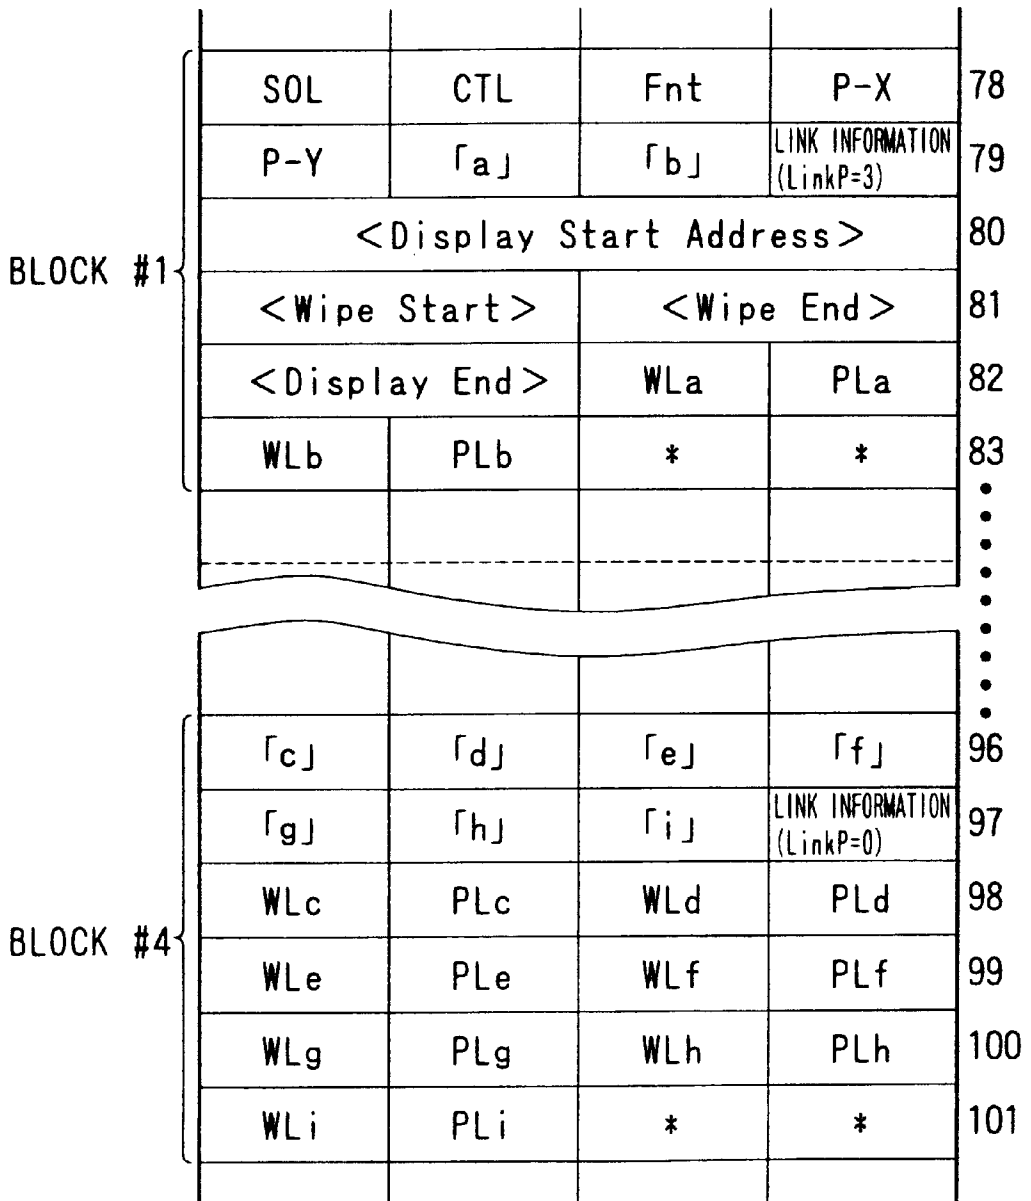 SOL CTL Fnt P-X 78
P-Y 「a」 「b」 LINK INFORMATION (LinkP=3) 79
<Display Start Address> 80
BLOCK #1
<Wipe Start> <Wipe End> 81
<Display End> WLa PLa 82
WLb PLb * * 83
「c」 「d」 「e」 「f」 96
「g」 「h」 「i」 LINK INFORMATION (LinkP=0) 97
WLc PLc WLd PLd 98
BLOCK #4
WLe PLe WLf PLf 99
WLg PLg WLh PLh 100
WLi PLi * * 101